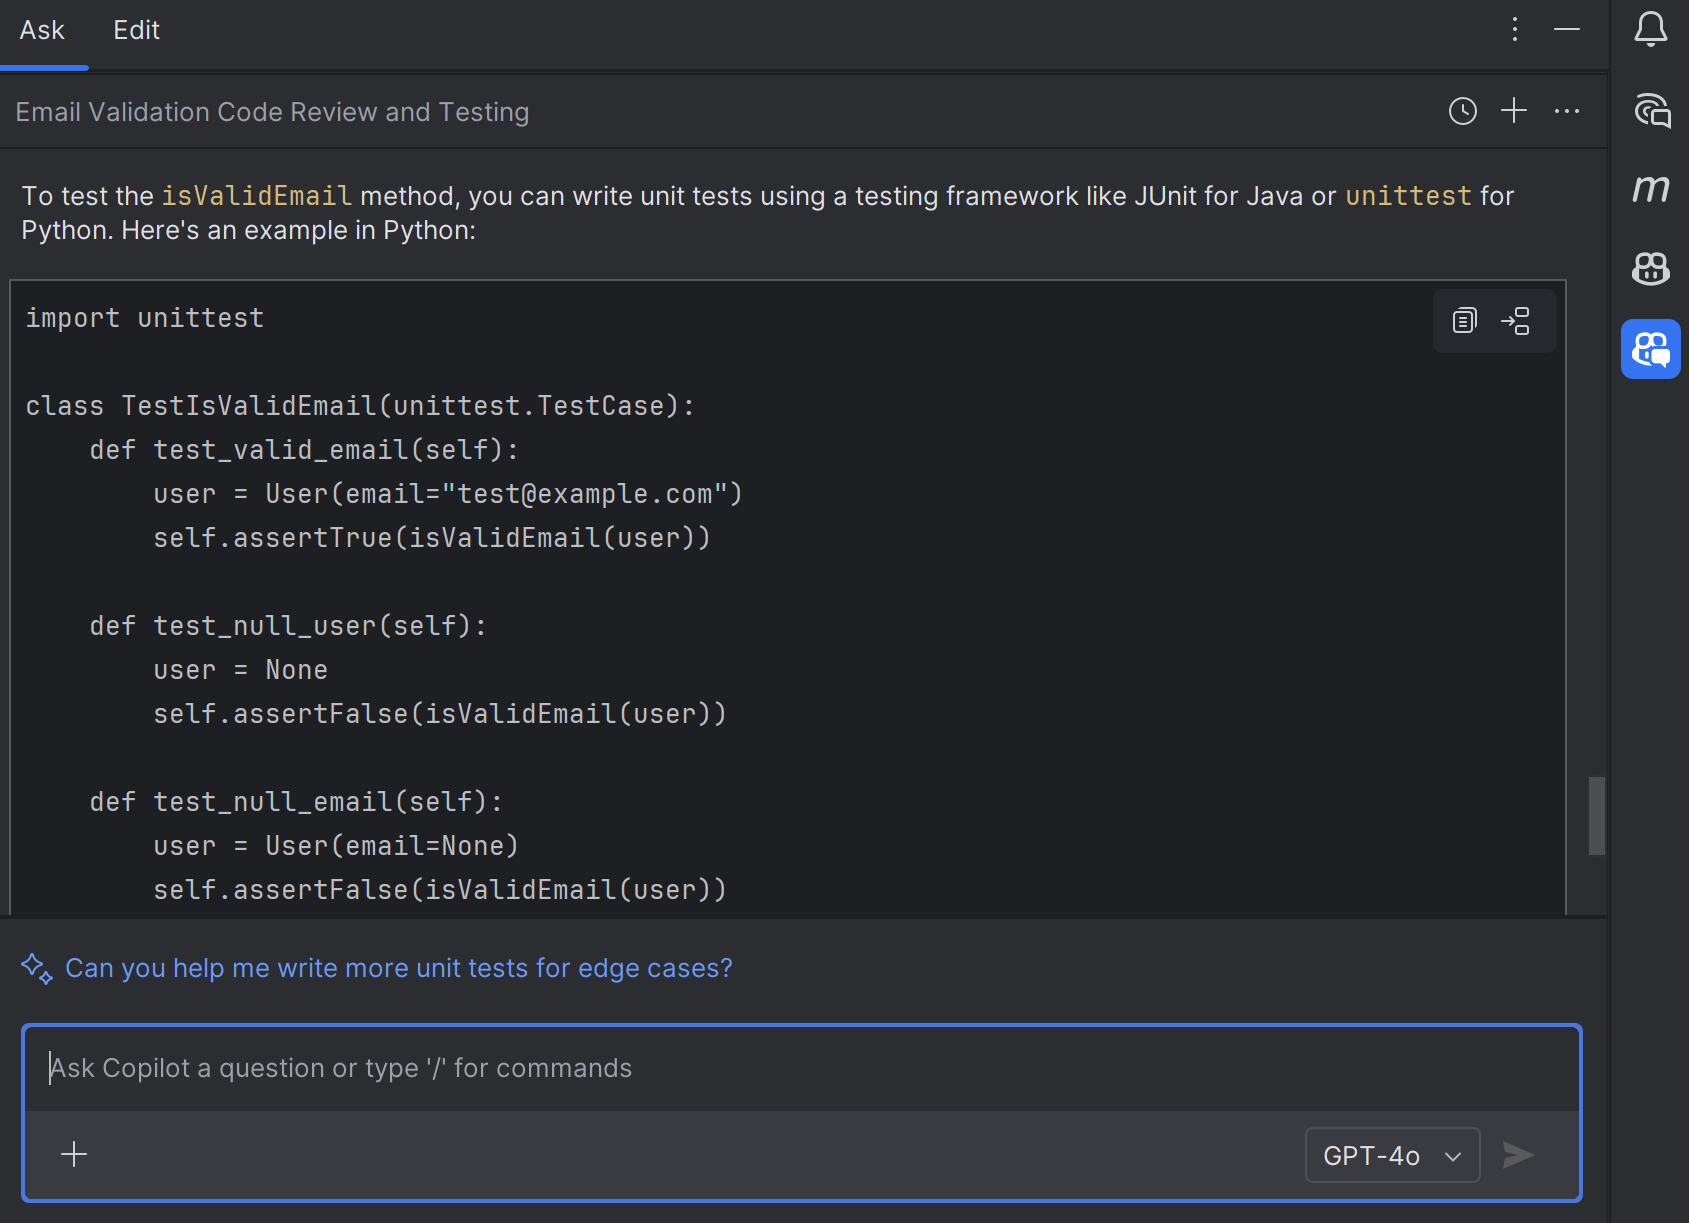 Ask Edit
Email Validation Code Review and Testing
To test the isValidEmail method, you can write unit tests using a testing framework like JUnit for Java or unittest for
Python. Here's an example in Python:
import unittest
class TestIsValidEmail(unittest.TestCase):
    def test_valid_email(self):
        user = User(email="test@example.com")
        self.assertTrue(isValidEmail(user))
    def test_null_user(self):
        user = None
        self.assertFalse(isValidEmail(user))
    def test_null_email(self):
        user = User(email=None)
        self.assertFalse(isValidEmail(user))
Can you help me write more unit tests for edge cases?
Ask Copilot a question or type '/' for commands
GPT-4o
m